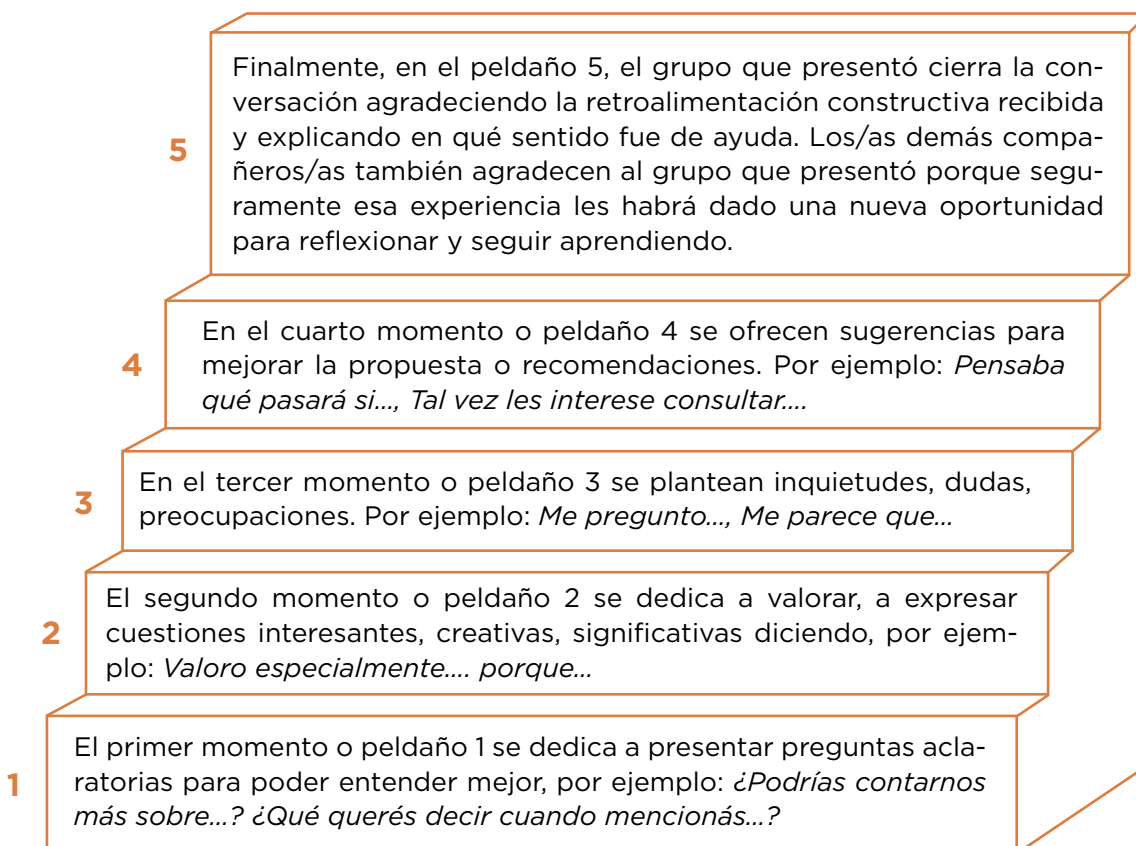 5
Finalmente, en el peldaño 5, el grupo que presentó cierra la con-
versación agradeciendo la retroalimentación constructiva recibida
y explicando en qué sentido fue de ayuda. Los/as demás compa-
ñeros/as también agradecen al grupo que presentó porque segu-
ramente esa experiencia les habrá dado una nueva oportunidad
para reflexionar y seguir aprendiendo.
4
En el cuarto momento o peldaño 4 se ofrecen sugerencias para
mejorar la propuesta o recomendaciones. Por ejemplo: Pensaba
qué pasará si..., Tal vez les interese consultar....
3
En el tercer momento o peldaño 3 se plantean inquietudes, dudas,
preocupaciones. Por ejemplo: Me pregunto..., Me parece que...
2
El segundo momento o peldaño 2 se dedica a valorar, a expresar
cuestiones interesantes, creativas, significativas diciendo, por ejem-
plo: Valoro especialmente.... porque...
1
El primer momento o peldaño 1 se dedica a presentar preguntas acla-
ratorias para poder entender mejor, por ejemplo: ¿Podrías contarnos
más sobre...? ¿Qué querés decir cuando mencionás...?